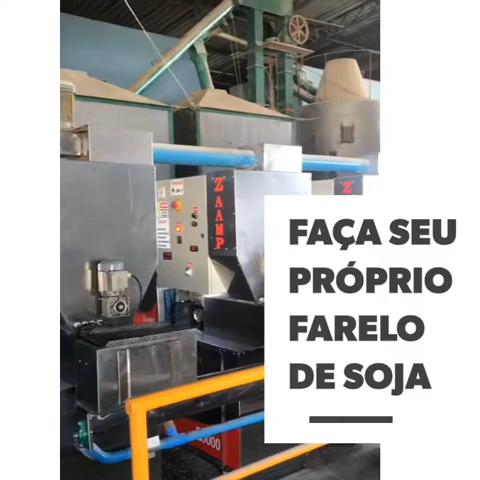 ZAAMP
Z
FAÇA SEU
PRÓPRIO
FARELO
DE SOJA